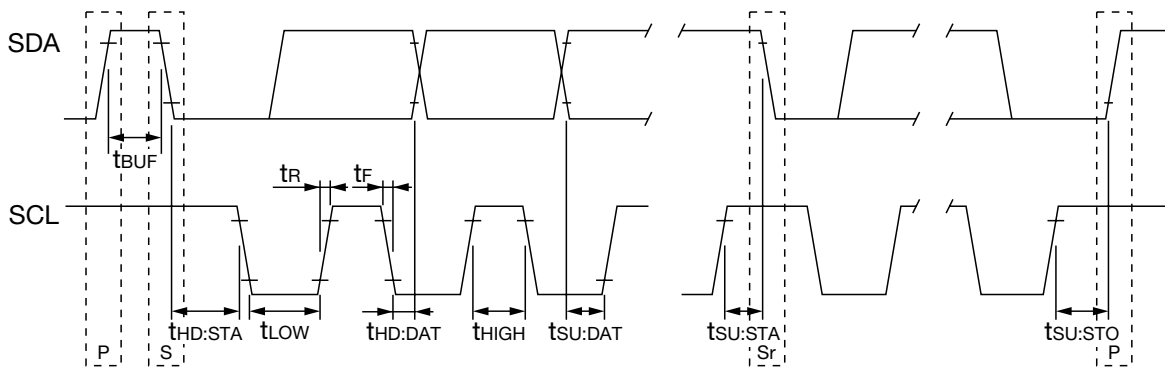 SDA
tBUF
tR
tF
SCL
tHD:STA
tLOW
tHD:DAT
tHIGH
tSU:DAT
tSU:STA
tSU:STO
P
S
Sr
P